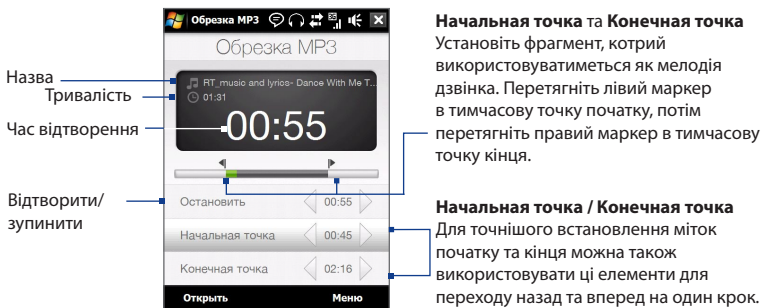 Обрезка MP3
Обрезка MP3
RT_music and lyrics- Dance With Me T...
01:31
00:55
Остановить 00:55
Начальная точка 00:45
Конечная точка 02:16
Открыть Меню
Назва
Тривалість
Час відтворення
Відтворити/
зупинити
Начальная точка та Конечная точка
Установіть фрагмент, котрий
використовуватиметься як мелодія
дзвінка. Перетягніть лівий маркер
в тимчасову точку початку, потім
перетягніть правий маркер в тимчасову
точку кінця.
Начальная точка / Конечная точка
Для точнішого встановлення міток
початку та кінця можна також
використовувати ці елементи для
переходу назад та вперед на один крок.